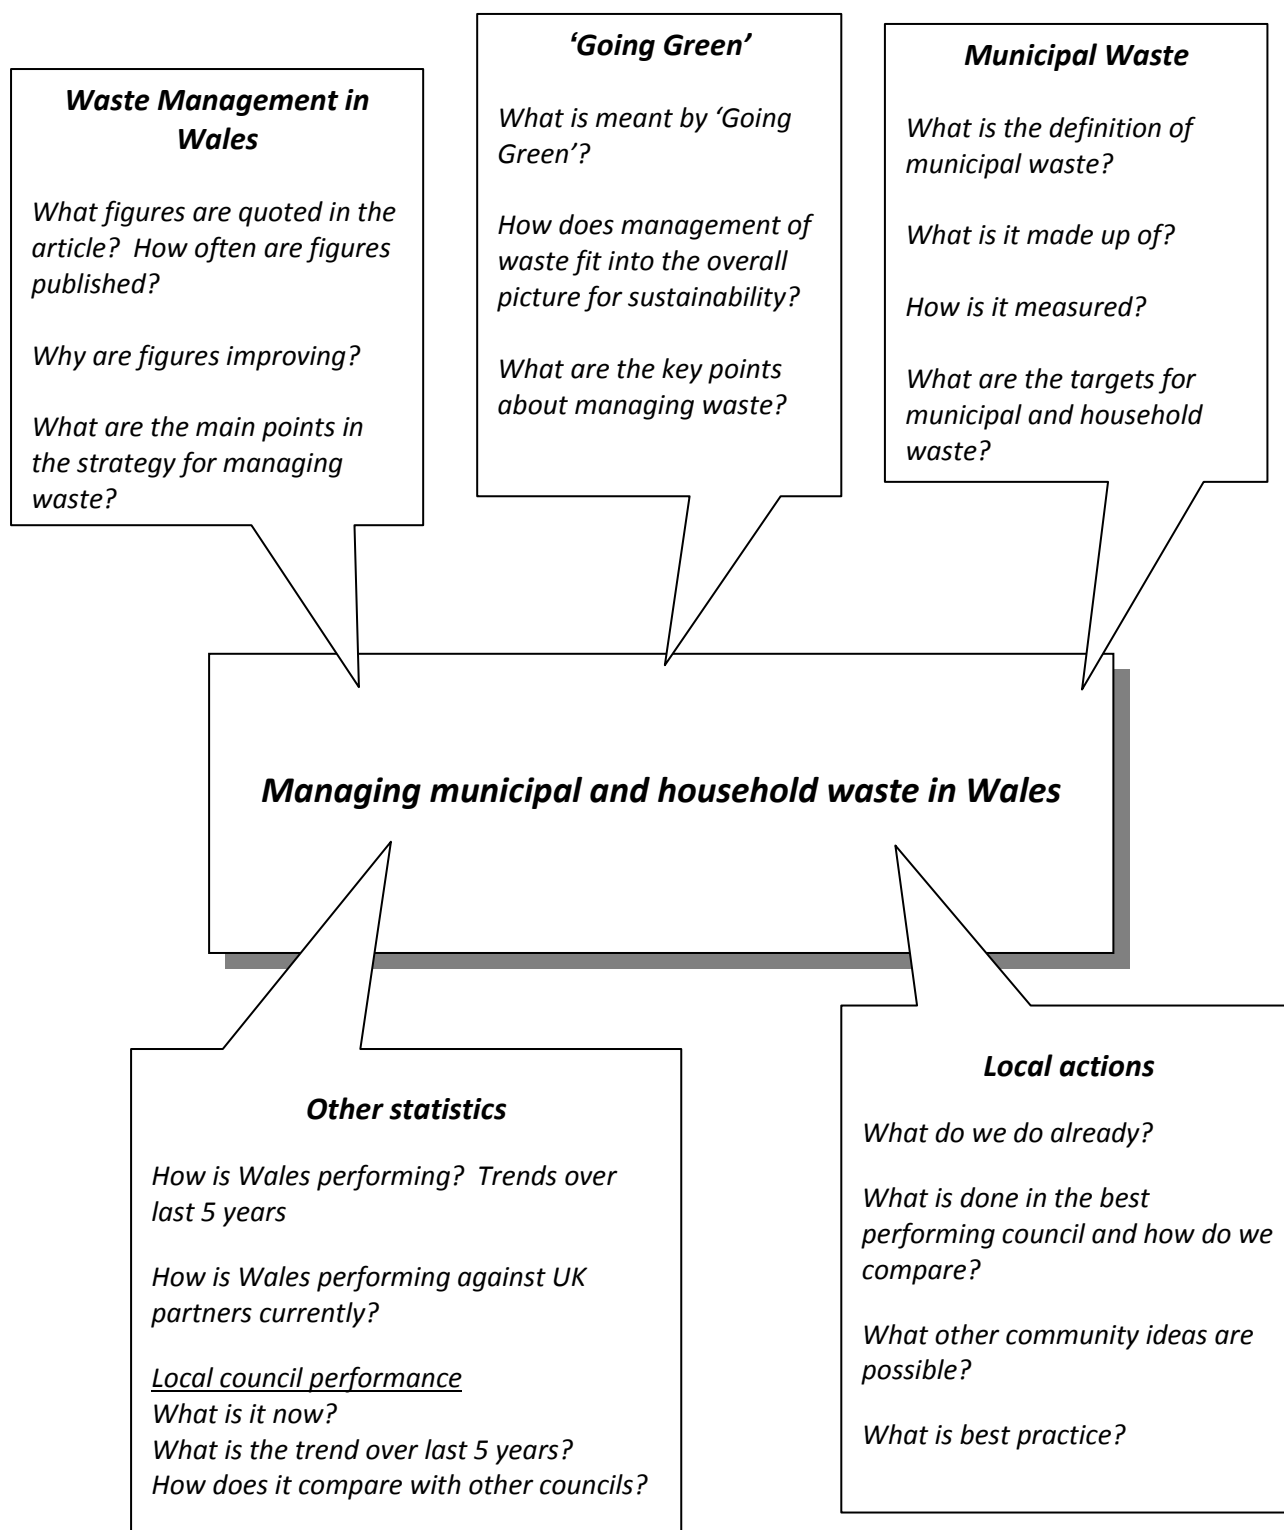 Waste Management in
Wales
What figures are quoted in the
article?  How often are figures
published?
Why are figures improving?
What are the main points in
the strategy for managing
waste?
‘Going Green’
What is meant by ‘Going
Green’?
How does management of
waste fit into the overall
picture for sustainability?
What are the key points
about managing waste?
Municipal Waste
What is the definition of
municipal waste?
What is it made up of?
How is it measured?
What are the targets for
municipal and household
waste?
Managing municipal and household waste in Wales
Other statistics
How is Wales performing?  Trends over
last 5 years
How is Wales performing against UK
partners currently?
Local council performance
What is it now?
What is the trend over last 5 years?
How does it compare with other councils?
Local actions
What do we do already?
What is done in the best
performing council and how do we
compare?
What other community ideas are
possible?
What is best practice?